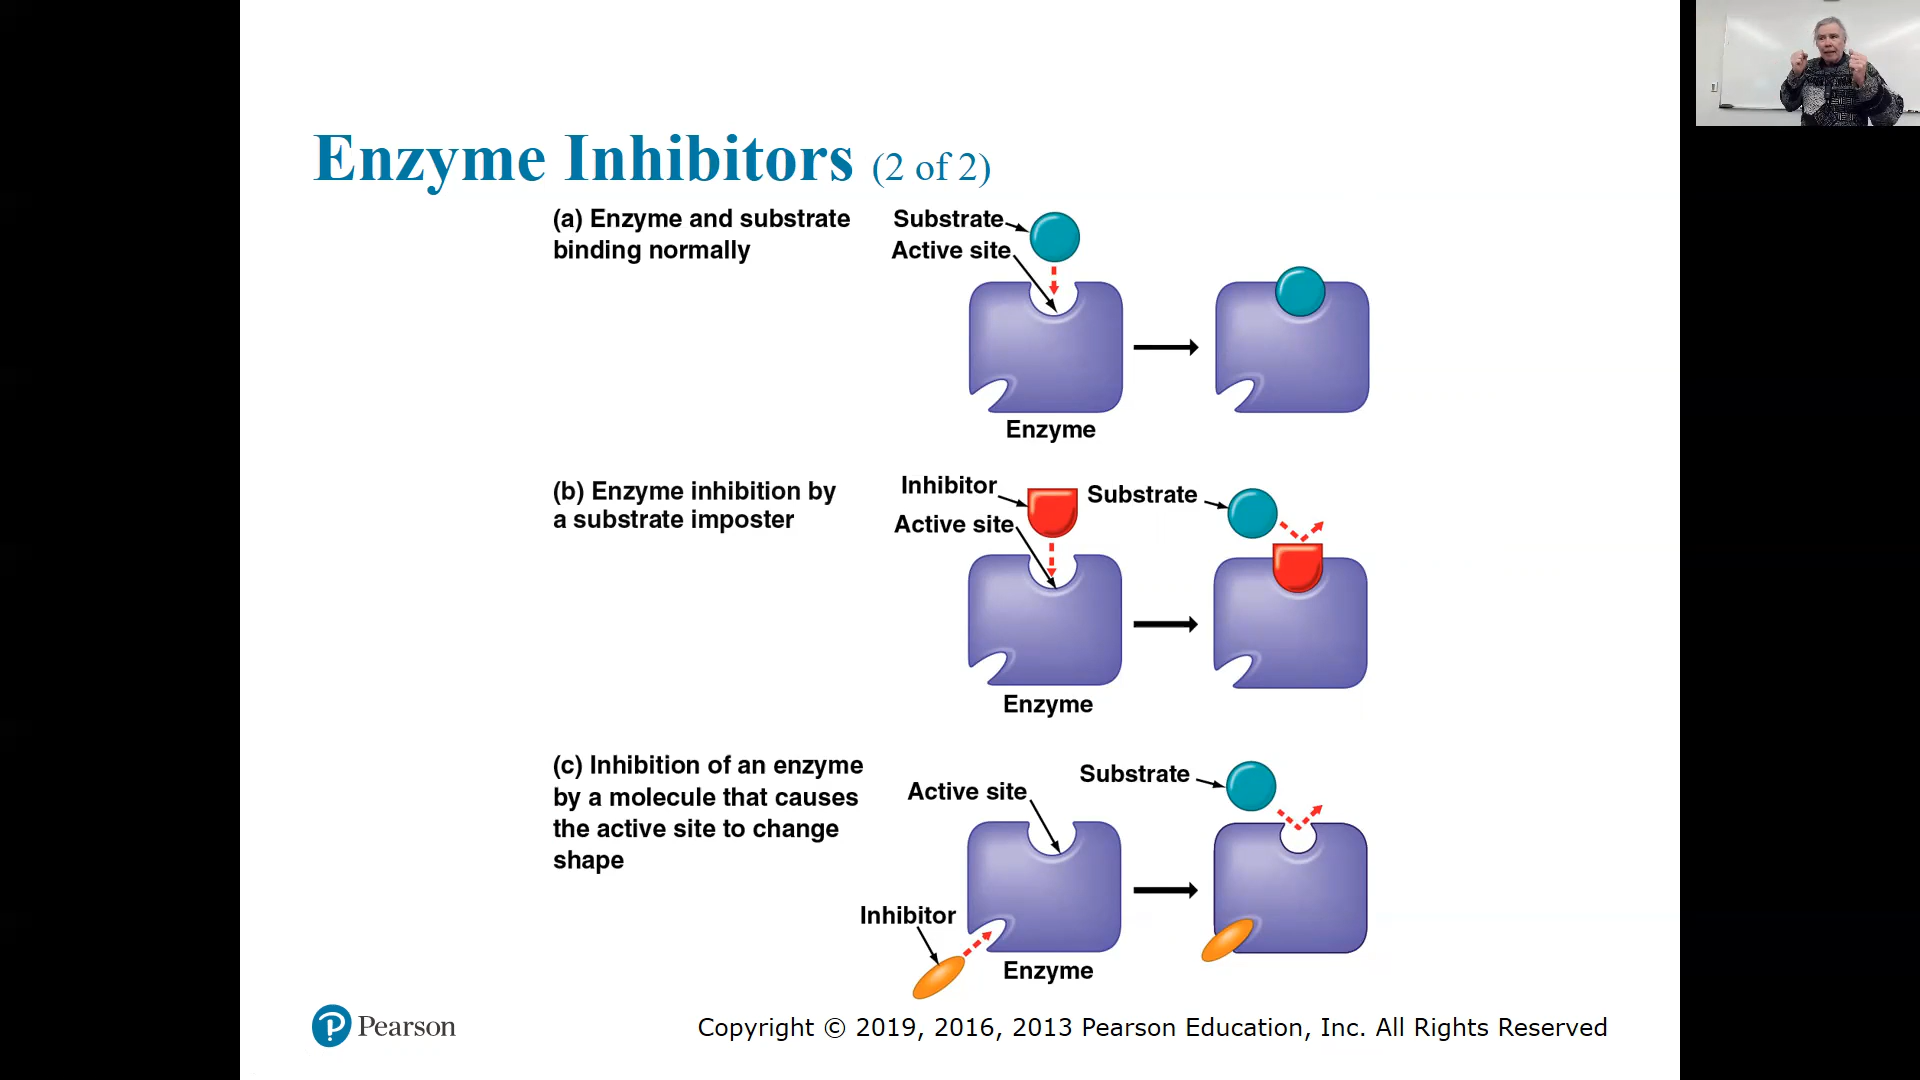 Enzyme Inhibitors (2 of 2)
(a) Enzyme and substrate
binding normally
Substrate
Active site
Enzyme
(b) Enzyme inhibition by
a substrate imposter
Inhibitor
Active site
Substrate
Enzyme
(c) Inhibition of an enzyme
by a molecule that causes
the active site to change
shape
Active site
Substrate
Inhibitor
Enzyme
Pearson
Copyright © 2019, 2016, 2013 Pearson Education, Inc. All Rights Reserved